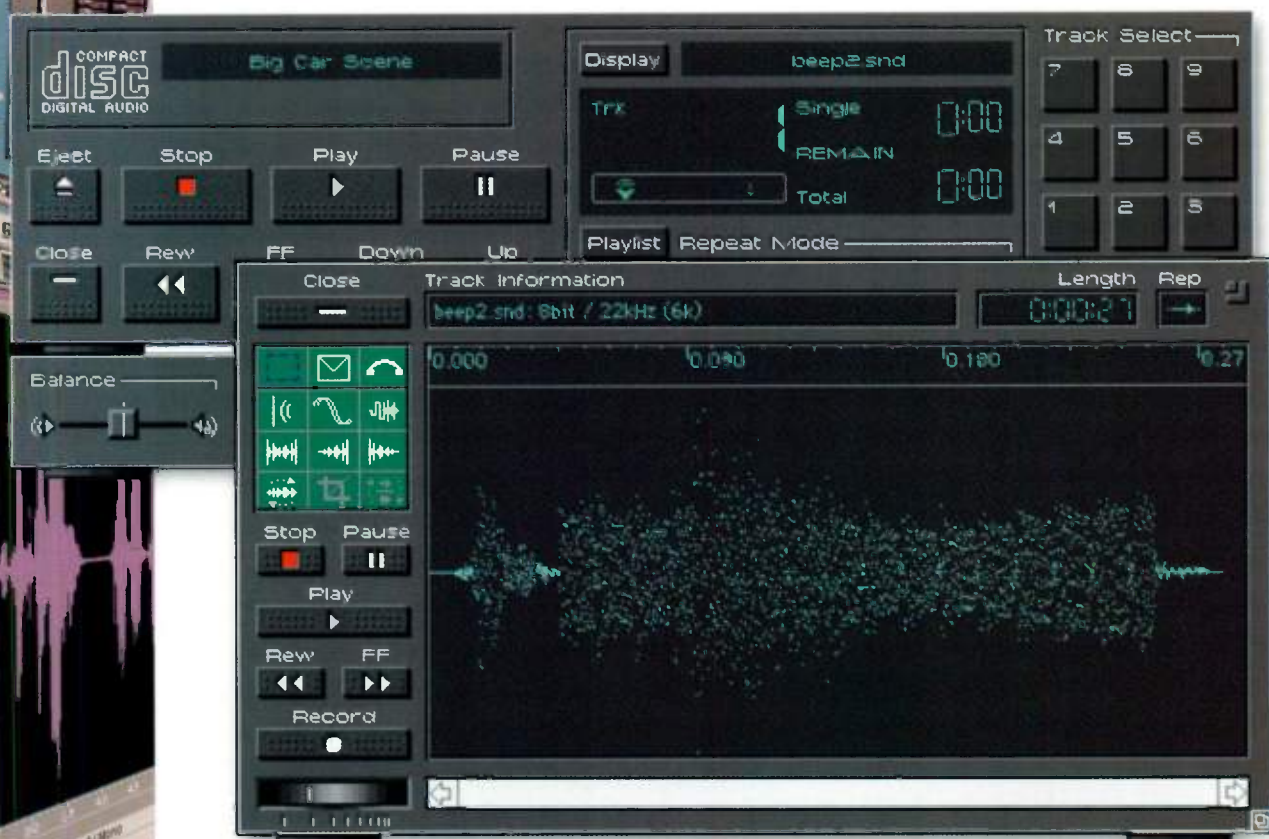 COMPACT
disc
DIGITAL AUDIO
Big Car Scene
Display
beep2.snd
Track Select
7 8 9
4 5 6
1 2 3
Trk
1
Single
0:00
REMAIN
Total
0:00
Eject Stop Play Pause
Playlist Repeat Mode
Close Rew FF Down Up
Balance
Close
Track Information
Length Rep
beep2.snd: 8bit / 22kHz (6k)
0:00:27
0.000 0.090 0.180 0.27
Stop Pause
Play
Rew FF
Record